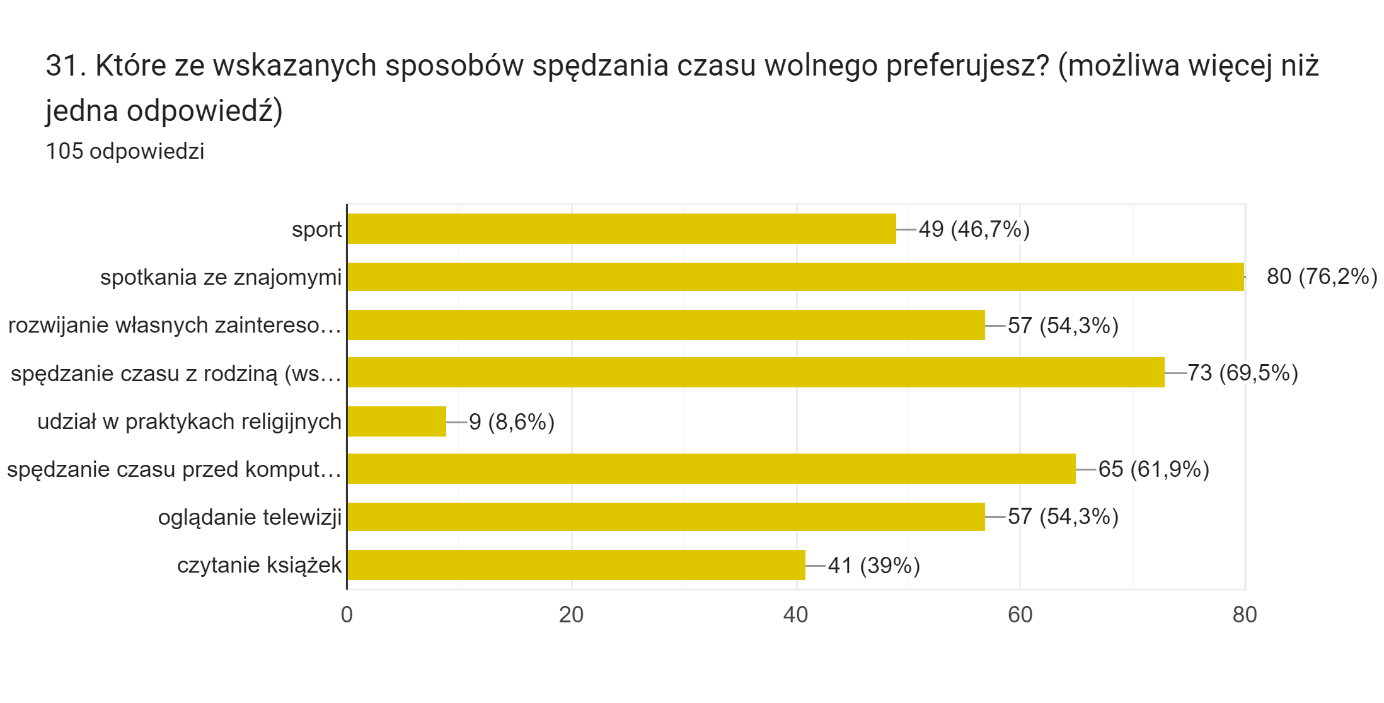 31. Które ze wskazanych sposobów spędzania czasu wolnego preferujesz? (możliwa więcej niż
jedna odpowiedź)
105 odpowiedzi
sport 49 (46,7%)
spotkania ze znajomymi 80 (76,2%)
rozwijanie własnych zaintereso… 57 (54,3%)
spędzanie czasu z rodziną (ws… 73 (69,5%)
udział w praktykach religijnych 9 (8,6%)
spędzanie czasu przed komput… 65 (61,9%)
oglądanie telewizji 57 (54,3%)
czytanie książek 41 (39%)
0 20 40 60 80